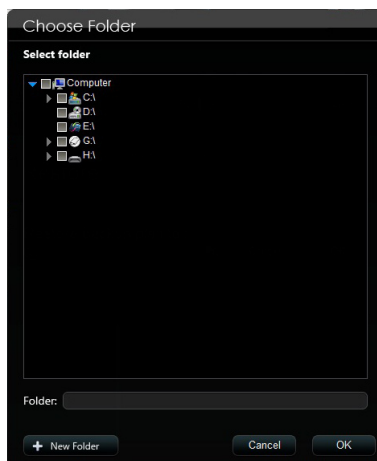 Choose Folder
Select folder
Computer
C:\
D:\
E:\
G:\
H:\
Folder:
New Folder
Cancel
OK